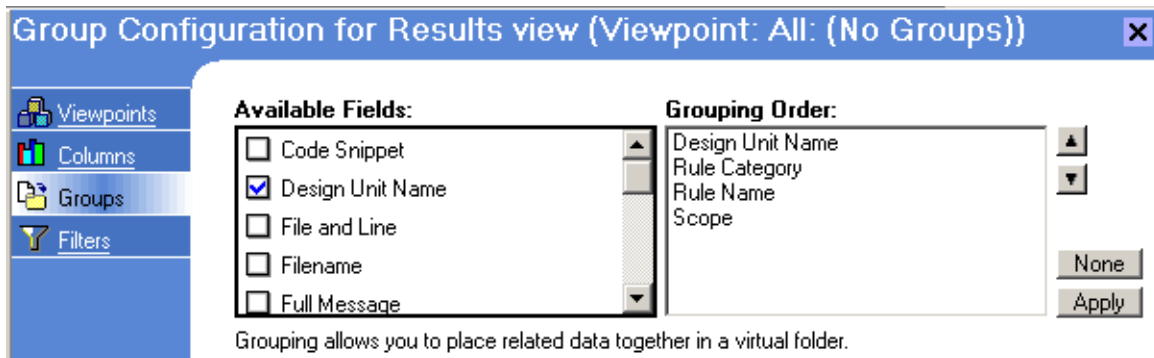 Group Configuration for Results view (Viewpoint: All: (No Groups))
Viewpoints
Columns
Groups
Filters
Available Fields:
Code Snippet
Design Unit Name
File and Line
Filename
Full Message
Grouping Order:
Design Unit Name
Rule Category
Rule Name
Scope
None
Apply
Grouping allows you to place related data together in a virtual folder.